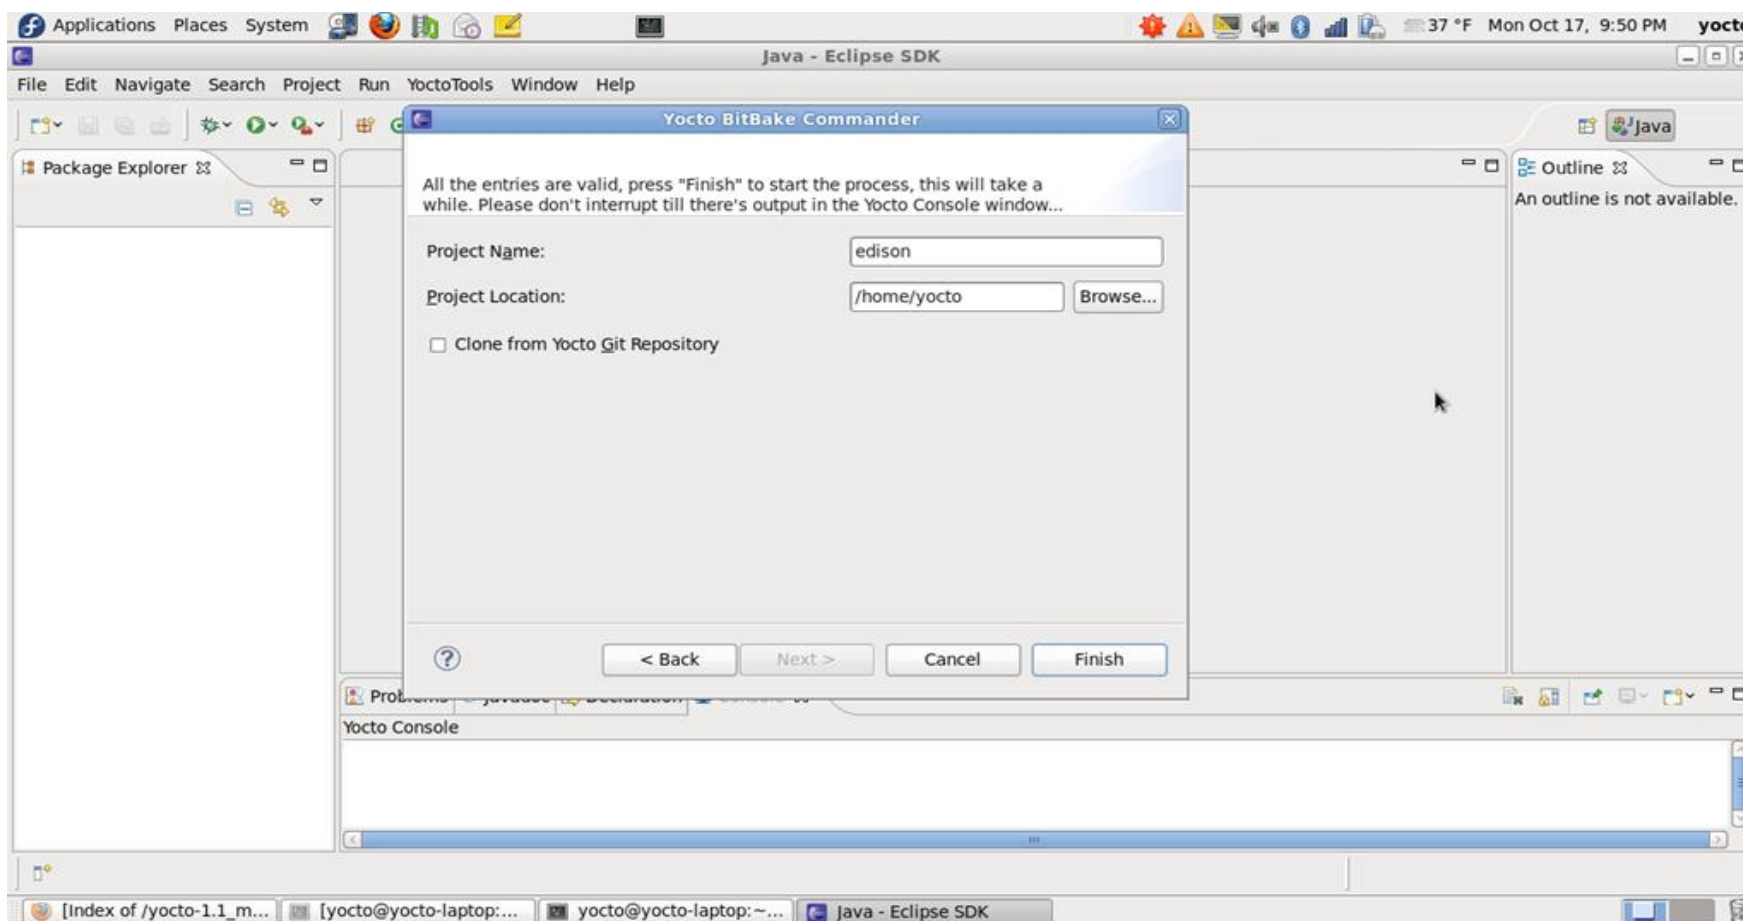 Applications Places System 37 °F Mon Oct 17, 9:50 PM
Java - Eclipse SDK
File Edit Navigate Search Project Run YoctoTools Window Help
Yocto BitBake Commander
Java
Package Explorer
Outline
All the entries are valid, press "Finish" to start the process, this will take a
while. Please don't interrupt till there's output in the Yocto Console window...
An outline is not available.
Project Name: edison
Project Location: /home/yocto Browse...
Clone from Yocto Git Repository
< Back Next > Cancel Finish
Yocto Console
[Index of /yocto-1.1_m... [yocto@yocto-laptop:... yocto@yocto-laptop:~... Java - Eclipse SDK